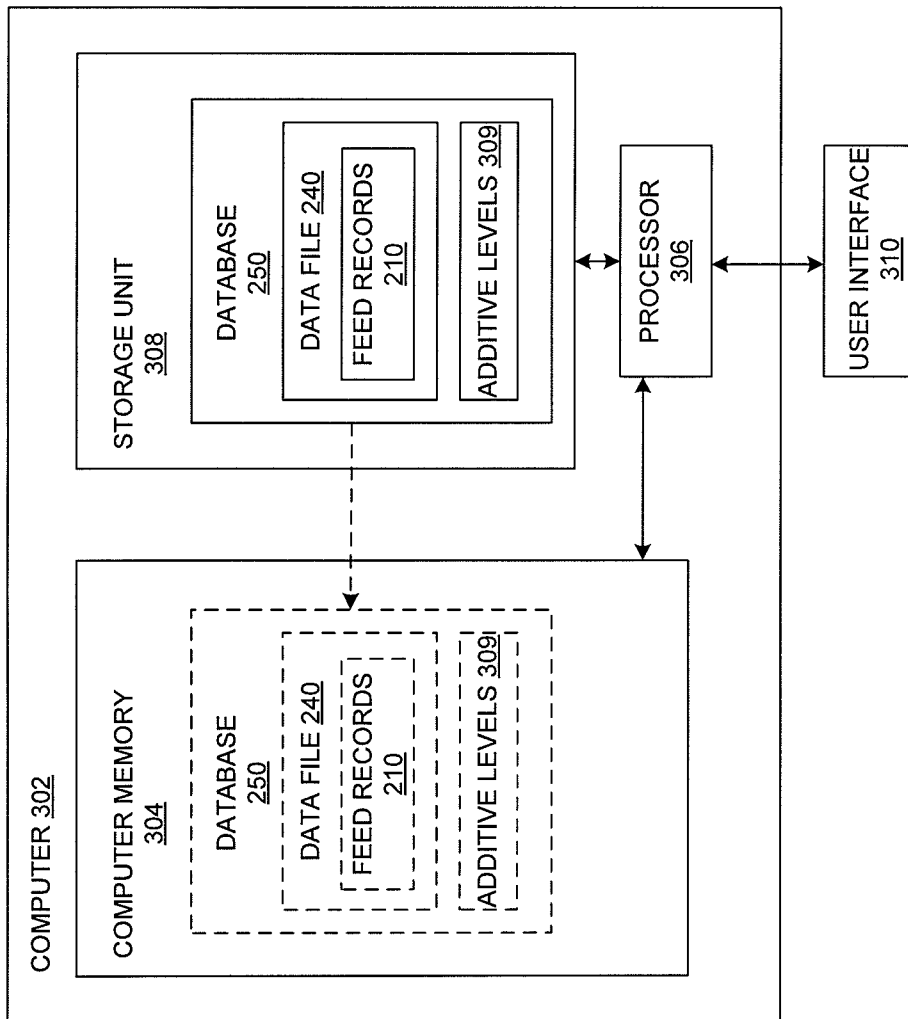 COMPUTER 302
COMPUTER MEMORY
304
DATABASE
250
DATA FILE 240
FEED RECORDS
210
ADDITIVE LEVELS 309
STORAGE UNIT
308
DATABASE
250
DATA FILE 240
FEED RECORDS
210
ADDITIVE LEVELS 309
PROCESSOR
306
USER INTERFACE
310